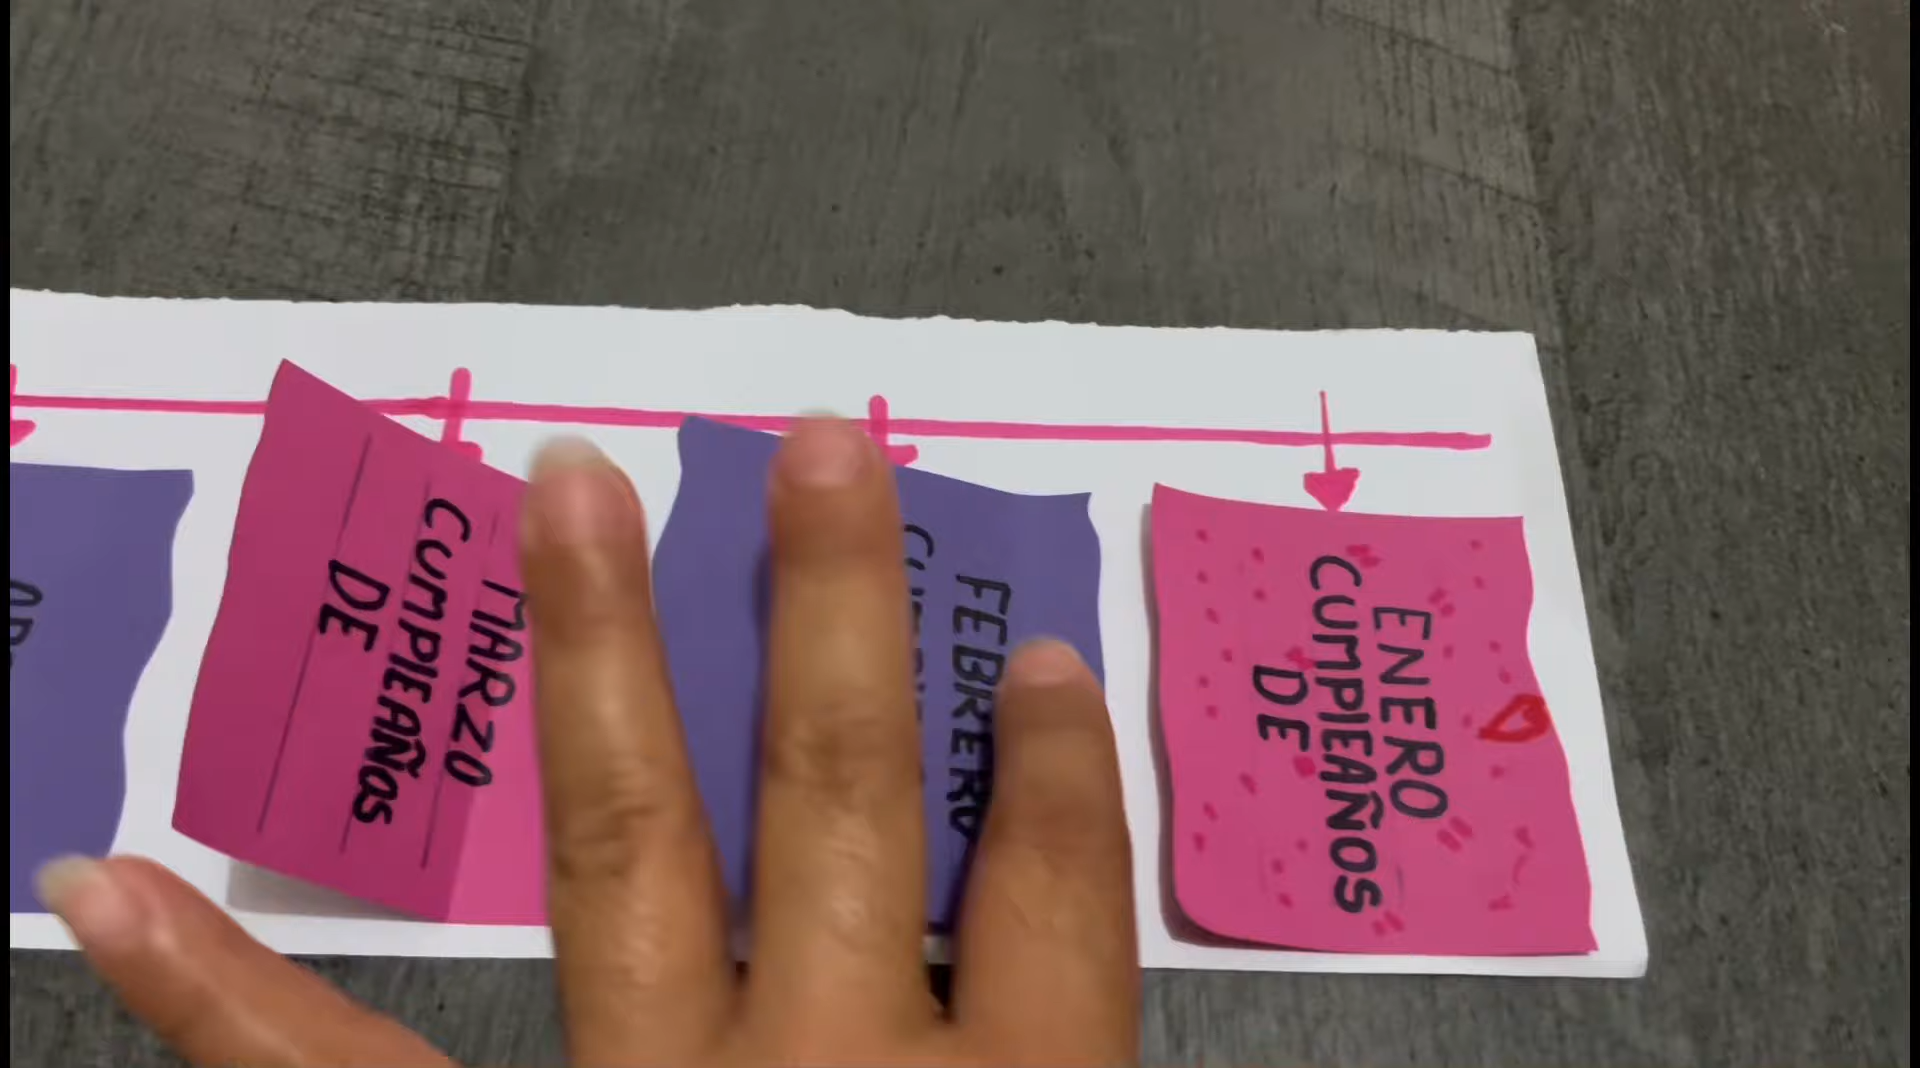 ENERO
CUMPLEAÑOS
DE
FEBRERO
MARZO
CUMPLEAÑOS
DE